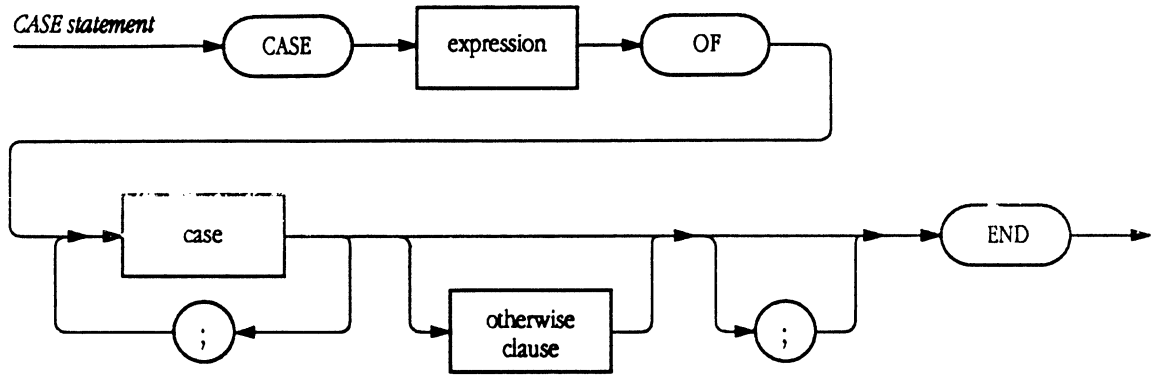 CASE statement
CASE
expression
OF
case
END
;
otherwise
clause
;